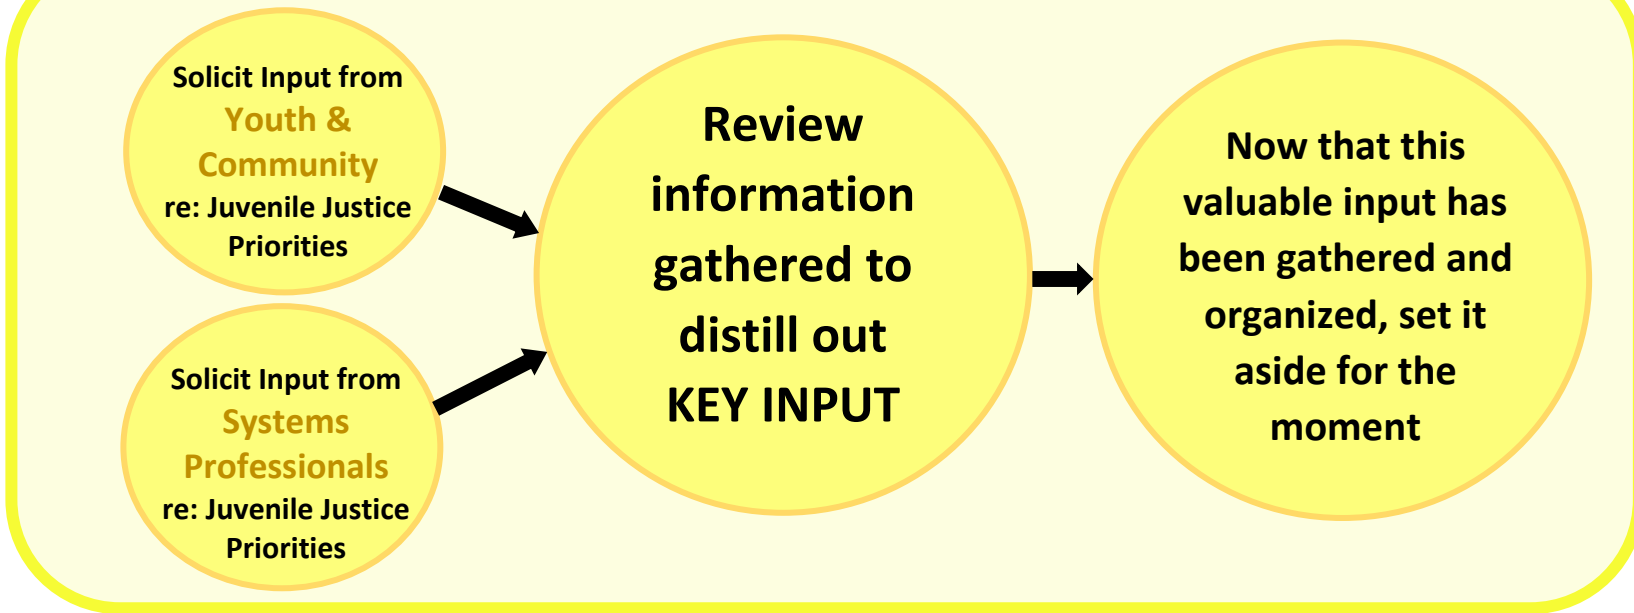 Solicit Input from
Youth &
Community
re: Juvenile Justice
Priorities
Solicit Input from
Systems
Professionals
re: Juvenile Justice
Priorities
Review
information
gathered to
distill out
KEY INPUT
Now that this
valuable input has
been gathered and
organized, set it
aside for the
moment